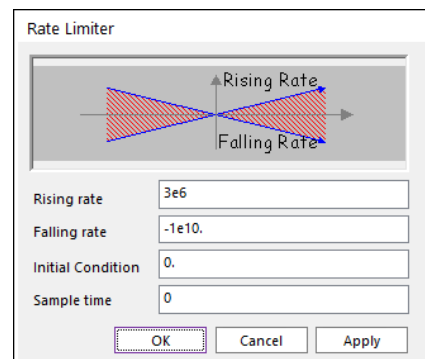 Rate Limiter
Rising Rate
Falling Rate
Rising rate 3e6
Falling rate -1e10.
Initial Condition 0.
Sample time 0
OK Cancel Apply